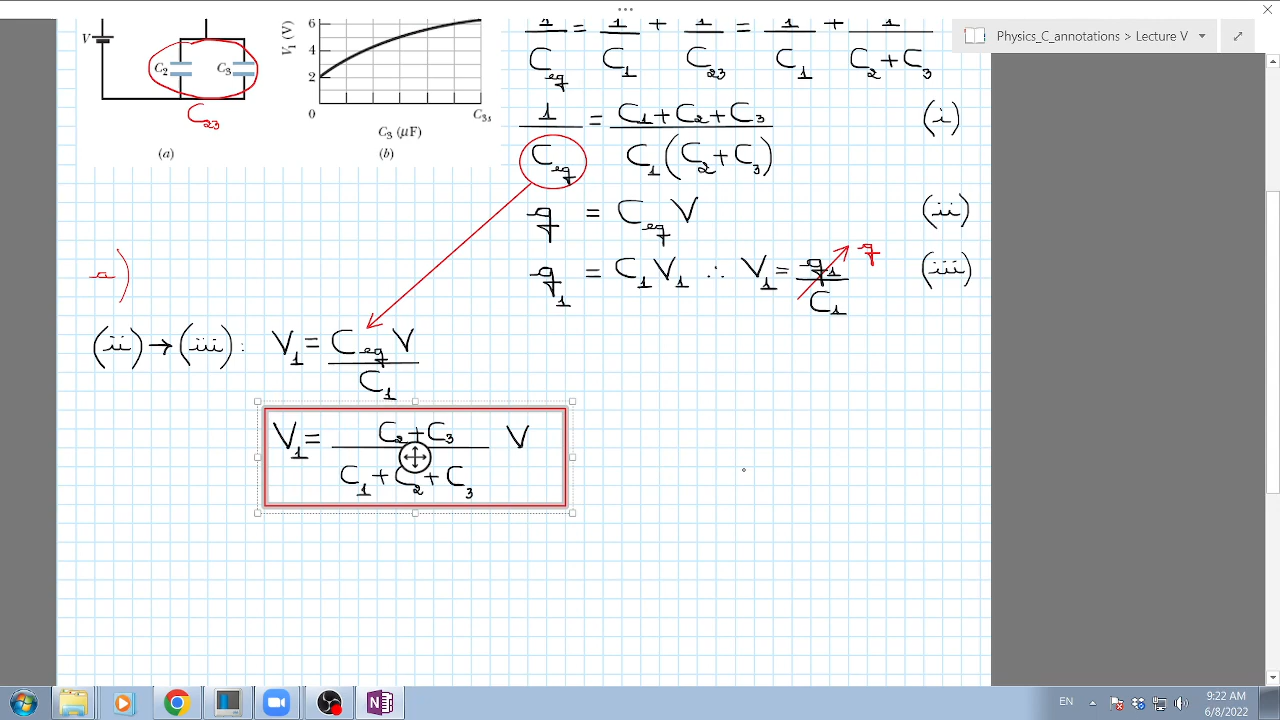 Physics_C_annotations > Lecture V
V
C2
C3
C23
(a)
V1 (V)
6
4
2
0
C3s
C3 (μF)
(b)
1/Ceq = 1/C1 + 1/C23 = 1/C1 + 1/C2+C3
1/Ceq = C1+C2+C3/C1(C2+C3) (i)
q = Ceq V (ii)
q1 = C1 V1 ∴ V1 = q1/C1 q (iii)
a)
(ii) → (iii): V1 = Ceq V/C1
V1 = C2+C3/C1+C2+C3 V
EN
9:22 AM
6/8/2022